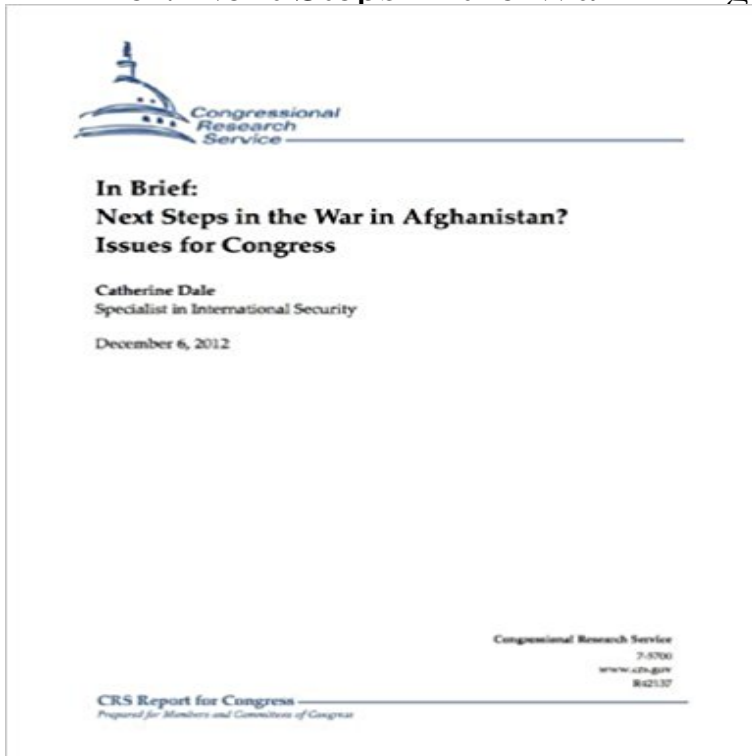 Congressional
Research
Service
In Brief:
Next Steps in the War in Afghanistan?
Issues for Congress
Catherine Dale
Specialist in International Security
December 6, 2012
Congressional Research Service
7-5700
www.crs.gov
R42137
CRS Report for Congress
Prepared for Members and Committees of Congress